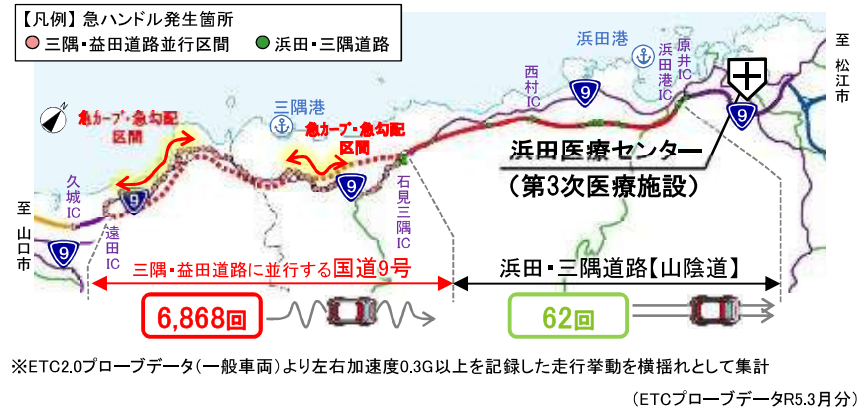 【凡例】急ハンドル発生箇所
三隅・益田道路並行区間 浜田・三隅道路
至 松江市
浜田港
原井IC
浜田港IC
西村IC
9
9
三隅港
急カーブ・急勾配
区間
急カーブ・急勾配
区間
浜田医療センター
(第3次医療施設)
久城IC
9
9
石見三隅IC
至 山口市
9
遠田IC
三隅・益田道路に並行する国道9号
浜田・三隅道路【山陰道】
6,868回
62回
※ETC2.0プローブデータ(一般車両)より左右加速度0.3G以上を記録した走行挙動を横揺れとして集計
(ETCプローブデータR5.3月分)